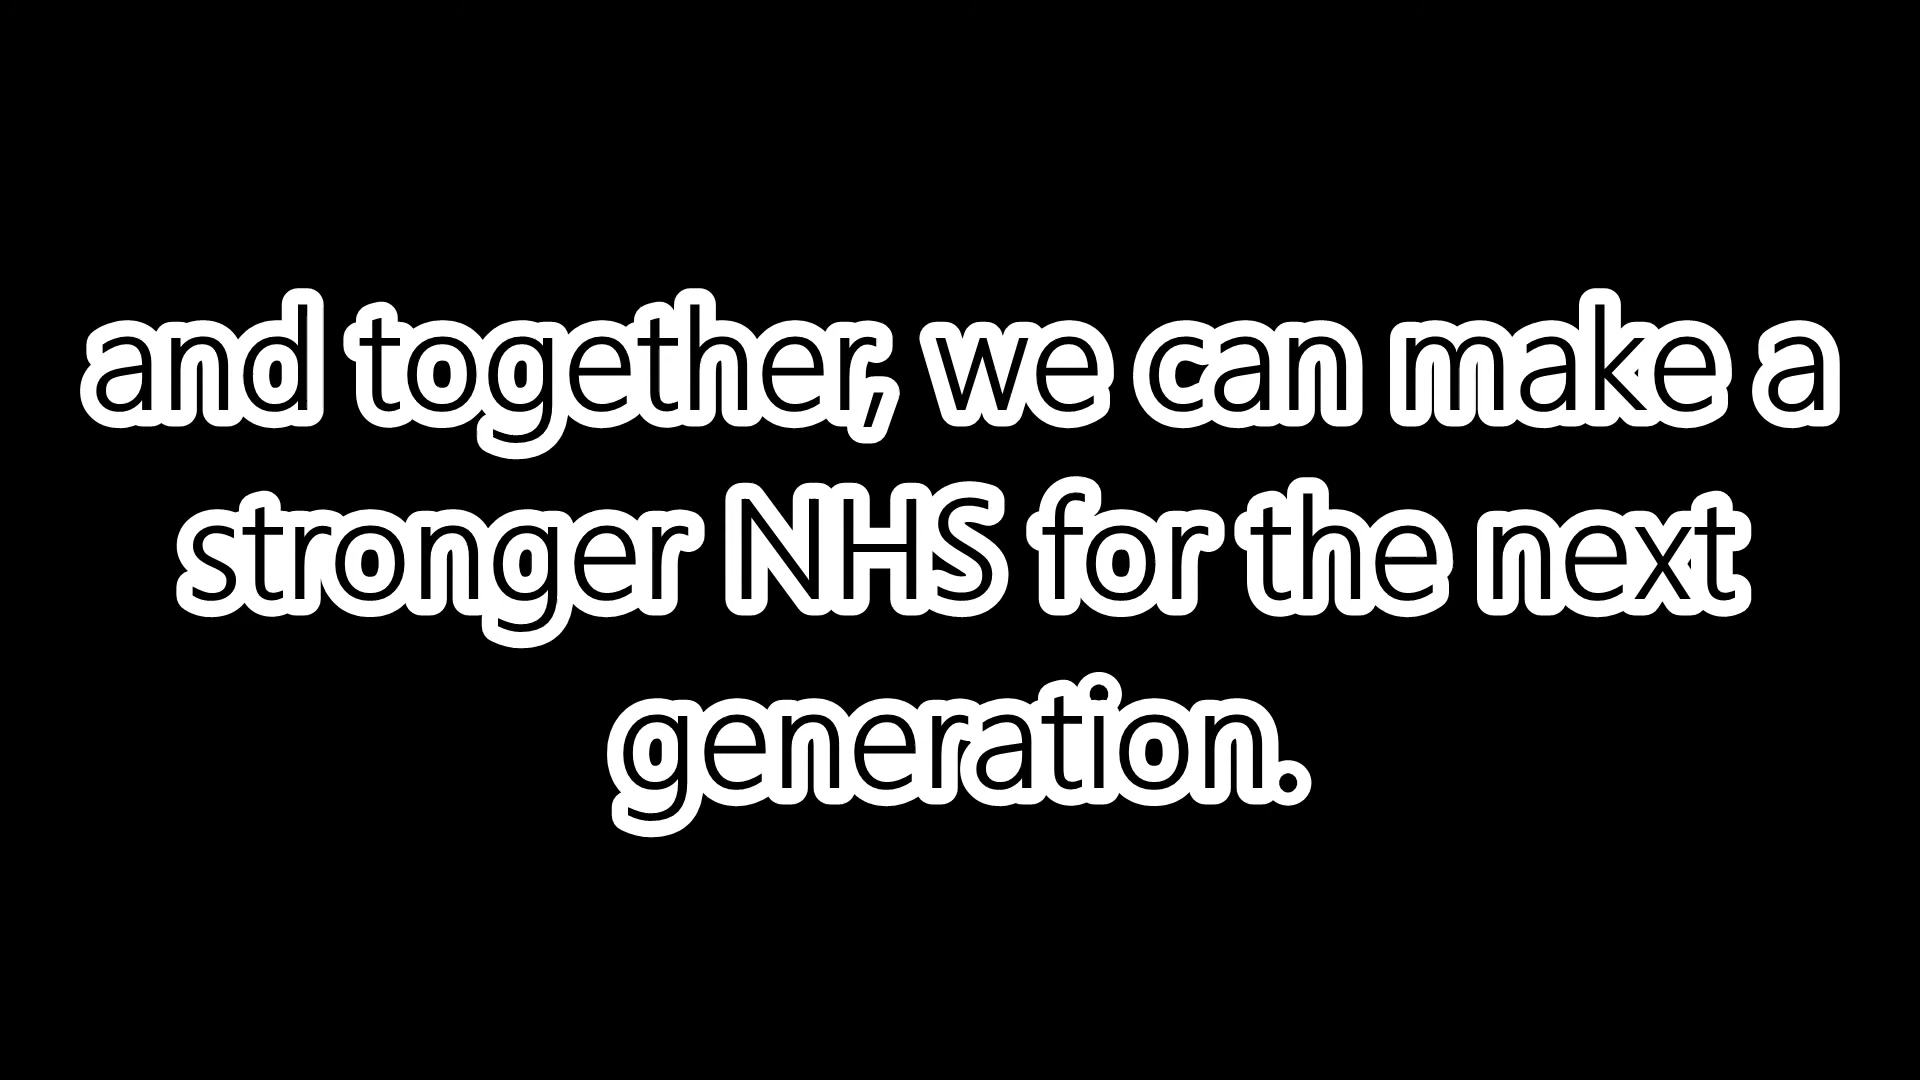 and together, we can make a
stronger NHS for the next
generation.